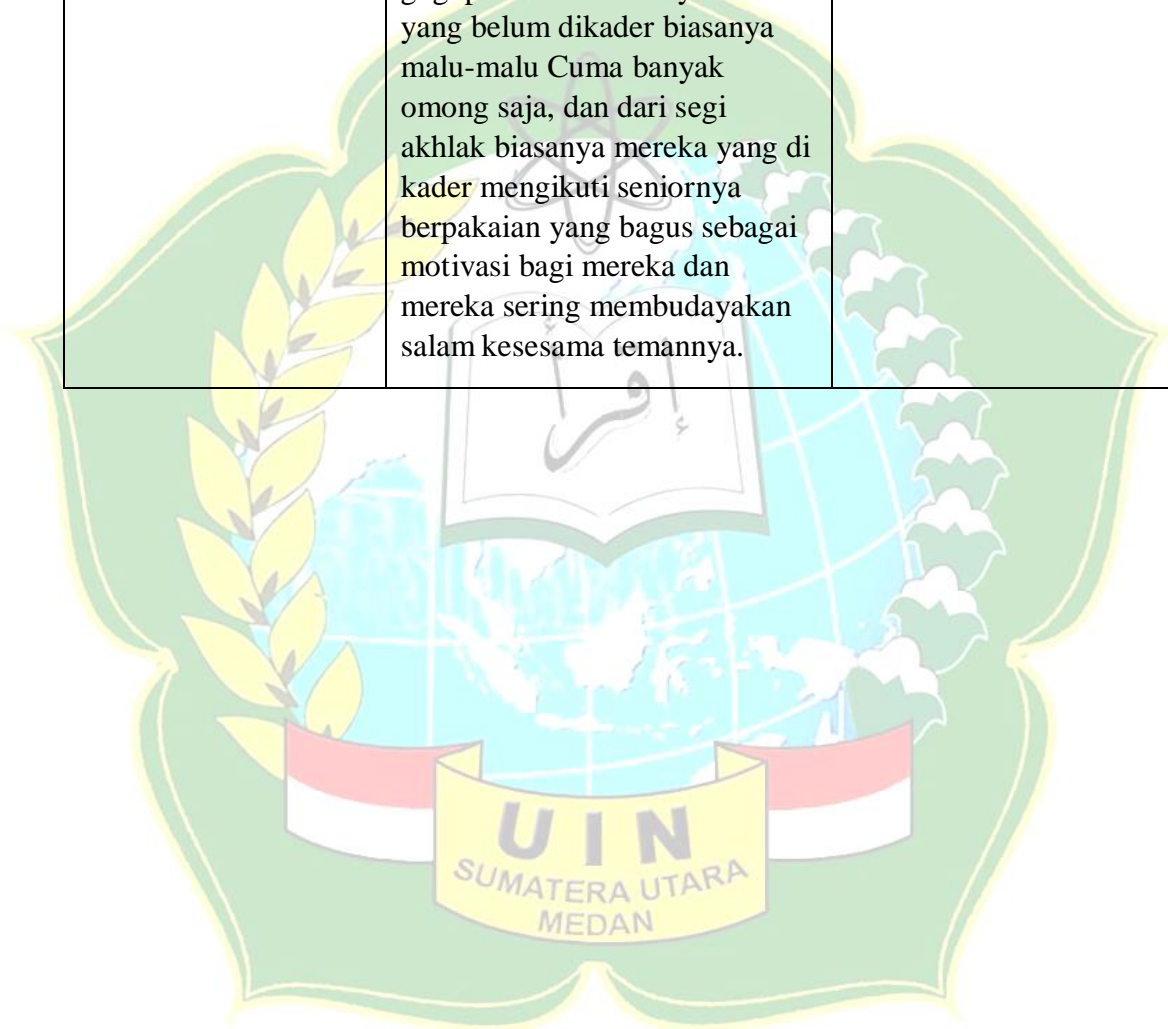 yang belum dikader biasanya
malu-malu Cuma banyak
omong saja, dan dari segi
akhlak biasanya mereka yang di
kader mengikuti seniornya
berpakaian yang bagus sebagai
motivasi bagi mereka dan
mereka sering membudayakan
salam kesesama temannya.
إقرأ
UIN
SUMATERA UTARA
MEDAN